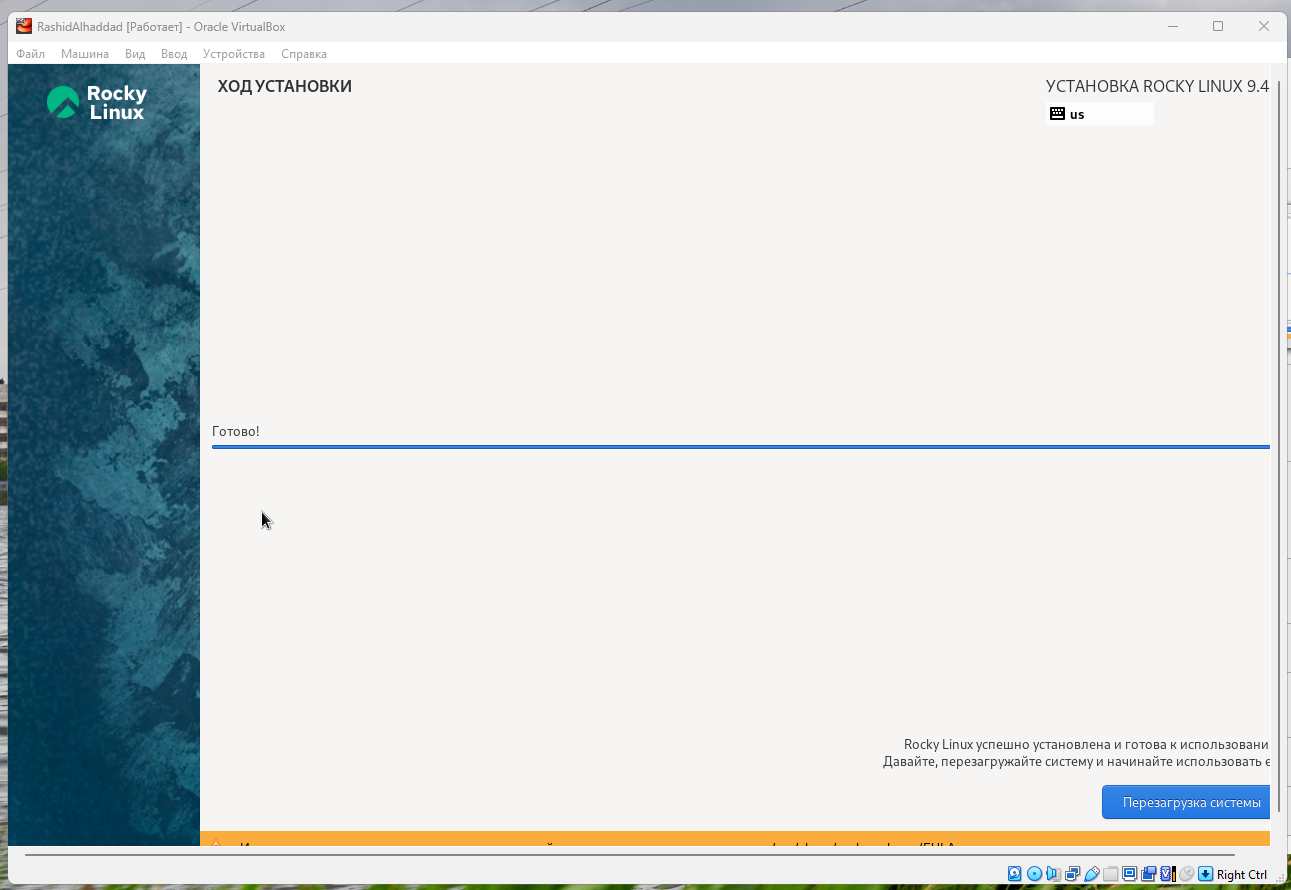 RashidAlhaddad [Работает] - Oracle VirtualBox
Файл Машина Вид Ввод Устройства Справка
Rocky
Linux
ХОД УСТАНОВКИ
УСТАНОВКА ROCKY LINUX 9.4
us
Готово!
Rocky Linux успешно установлена и готова к использовани
Давайте, перезагружайте систему и начинайте использовать е
Перезагрузка системы
Right Ctrl